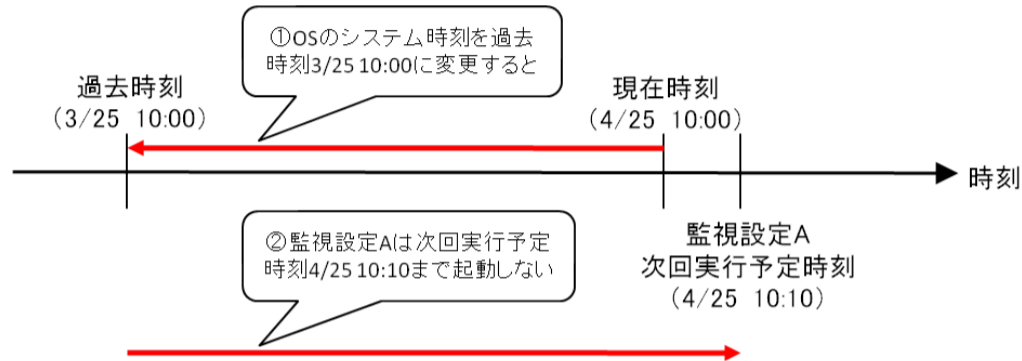 ①OSのシステム時刻を過去
時刻3/25 10:00に変更すると
過去時刻
（3/25 10:00）
現在時刻
（4/25 10:00）
時刻
②監視設定Aは次回実行予定
時刻4/25 10:10まで起動しない
監視設定A
次回実行予定時刻
（4/25 10:10）